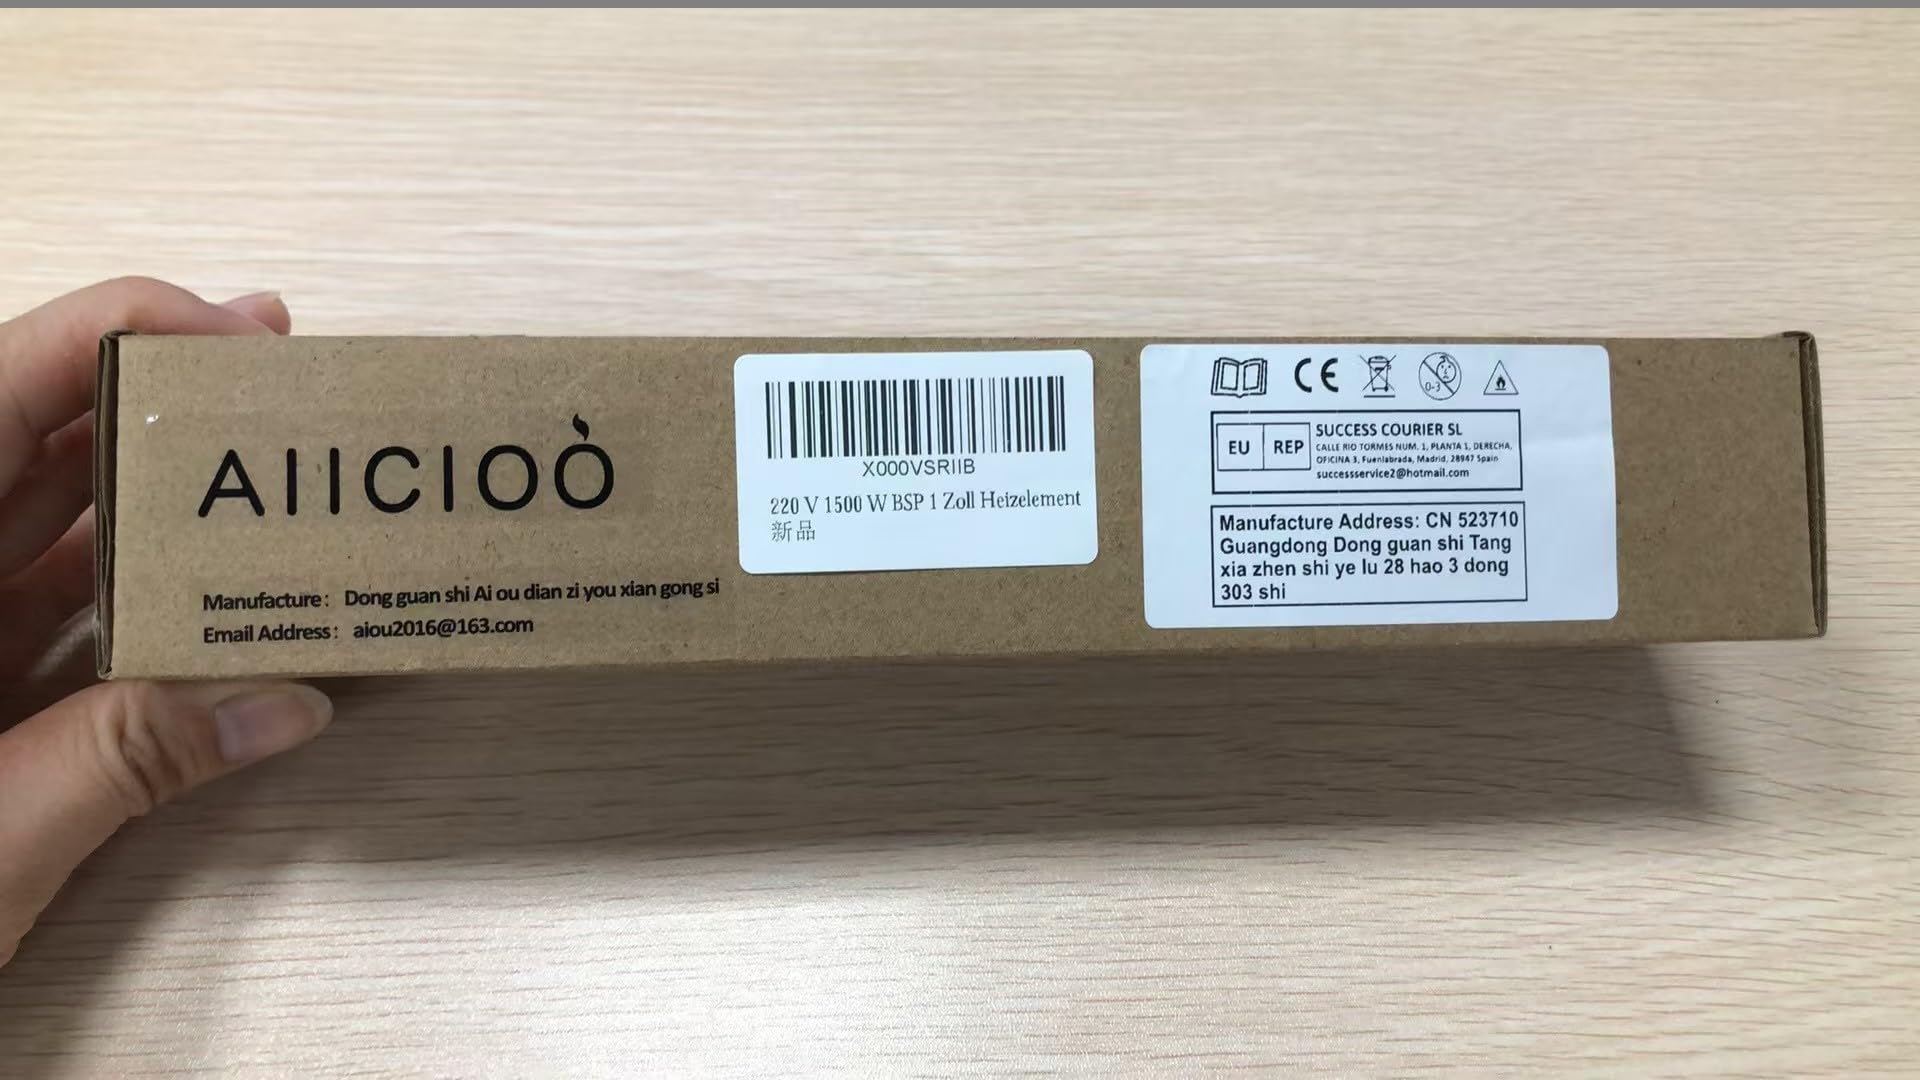 AIICIOO
Manufacture: Dong guan shi Ai ou dian zi you xian gong si
Email Address: aiou2016@163.com
X000VSRIIB
220 V 1500 W BSP 1 Zoll Heizelement
新品
CE
0-3
EU REP
SUCCESS COURIER SL
CALLE RIO TORMES NUM. 1, PLANTA 1, DERECHA,
OFICINA 3, Fuenlabrada, Madrid, 28947 Spain
successservice2@hotmail.com
Manufacture Address: CN 523710
Guangdong Dong guan shi Tang
xia zhen shi ye lu 28 hao 3 dong
303 shi